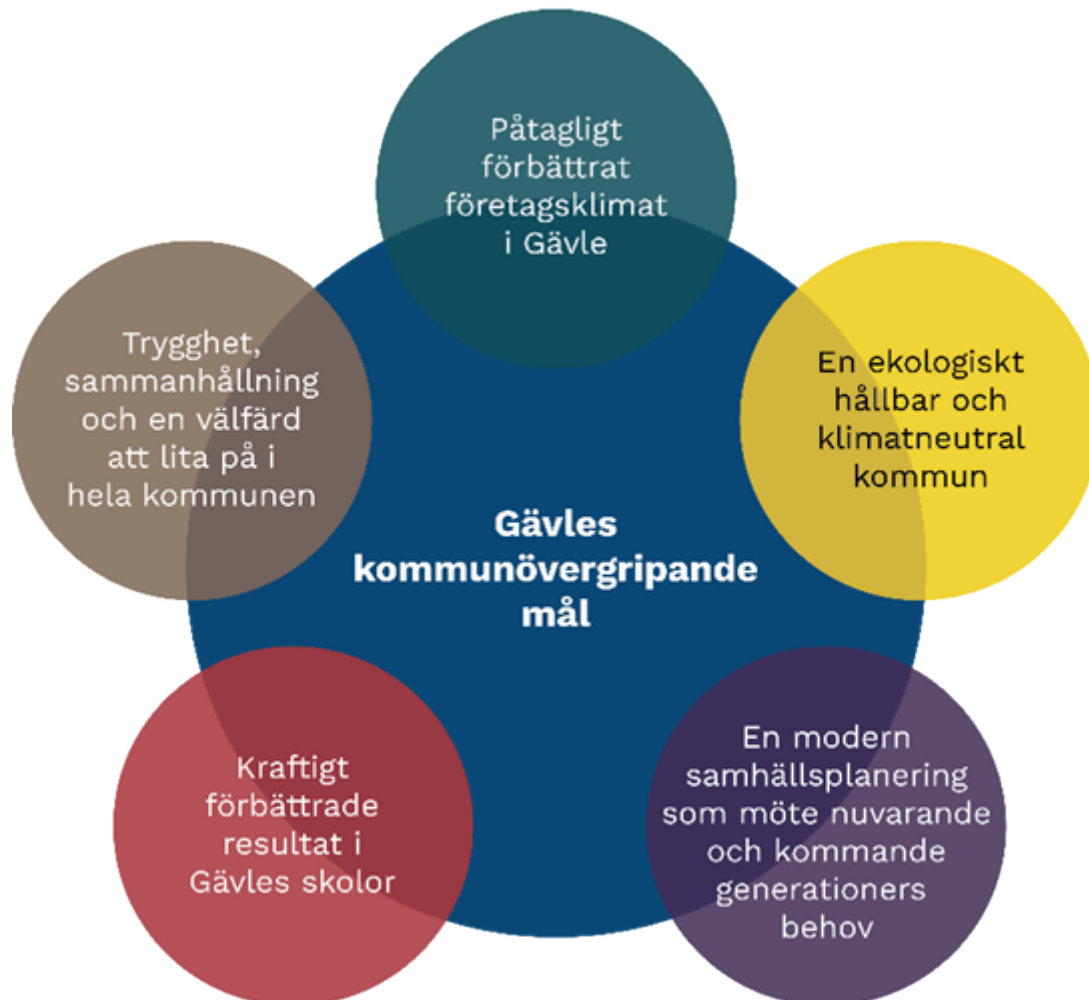 Påtagligt
förbättrat
företagsklimat
i Gävle
Trygghet,
sammanhållning
och en välfärd
att lita på i
hela kommunen
En ekologiskt
hållbar och
klimatneutral
kommun
Gävles
kommunövergripande
mål
Kraftigt
förbättrade
resultat i
Gävles skolor
En modern
samhällsplanering
som möte nuvarande
och kommande
generationers
behov